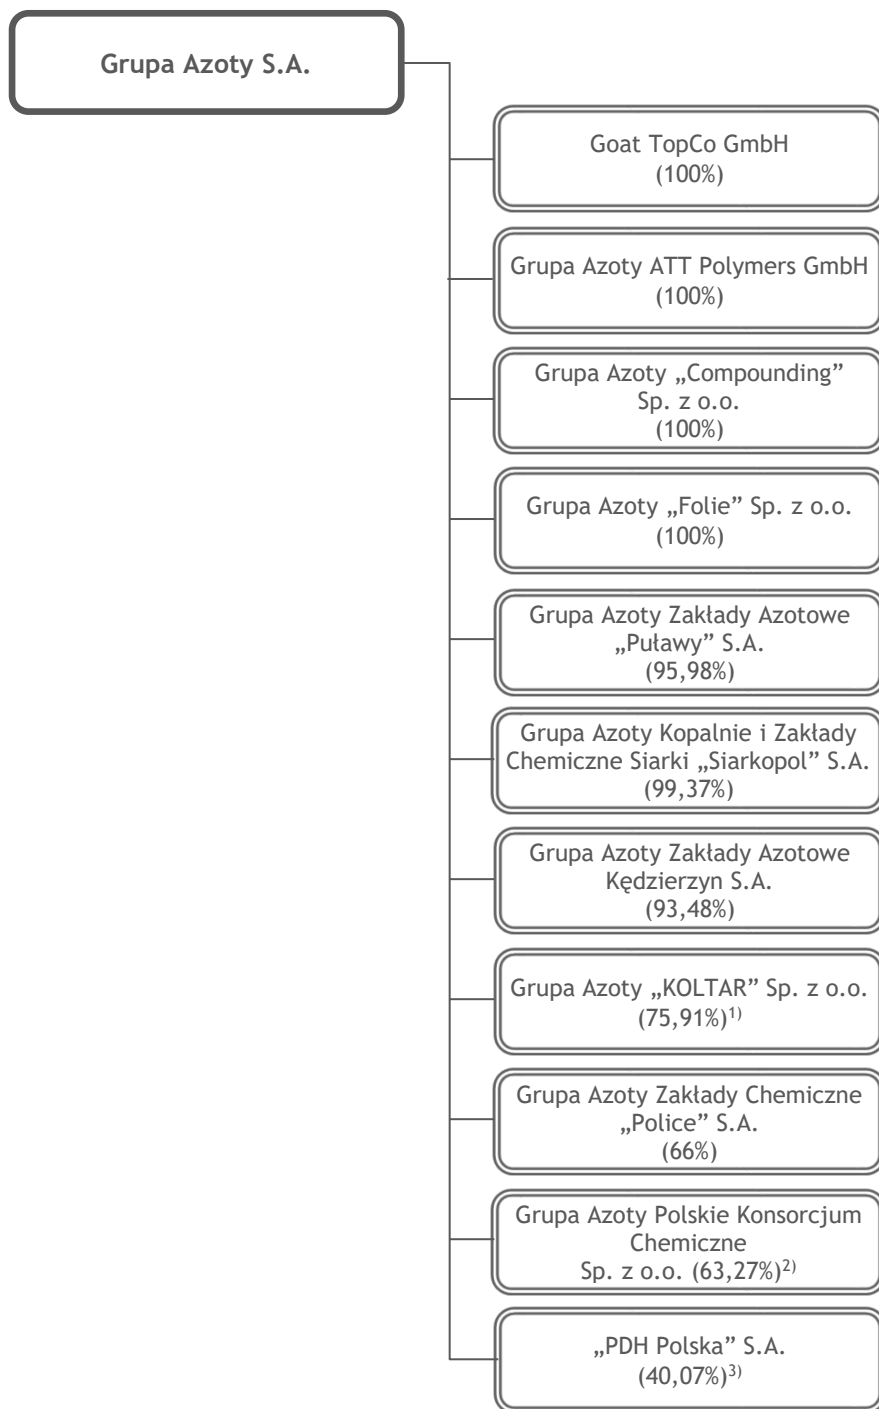 Grupa Azoty S.A.
Goat TopCo GmbH
(100%)
Grupa Azoty ATT Polymers GmbH
(100%)
Grupa Azoty „Compounding”
Sp. z o.o.
(100%)
Grupa Azoty „Folie” Sp. z o.o.
(100%)
Grupa Azoty Zakłady Azotowe
„Puławy” S.A.
(95,98%)
Grupa Azoty Kopalnie i Zakłady
Chemiczne Siarki „Siarkopol” S.A.
(99,37%)
Grupa Azoty Zakłady Azotowe
Kędzierzyn S.A.
(93,48%)
Grupa Azoty „KOLTAR” Sp. z o.o.
(75,91%)1)
Grupa Azoty Zakłady Chemiczne
„Police” S.A.
(66%)
Grupa Azoty Polskie Konsorcjum
Chemiczne
Sp. z o.o. (63,27%)2)
„PDH Polska” S.A.
(40,07%)3)